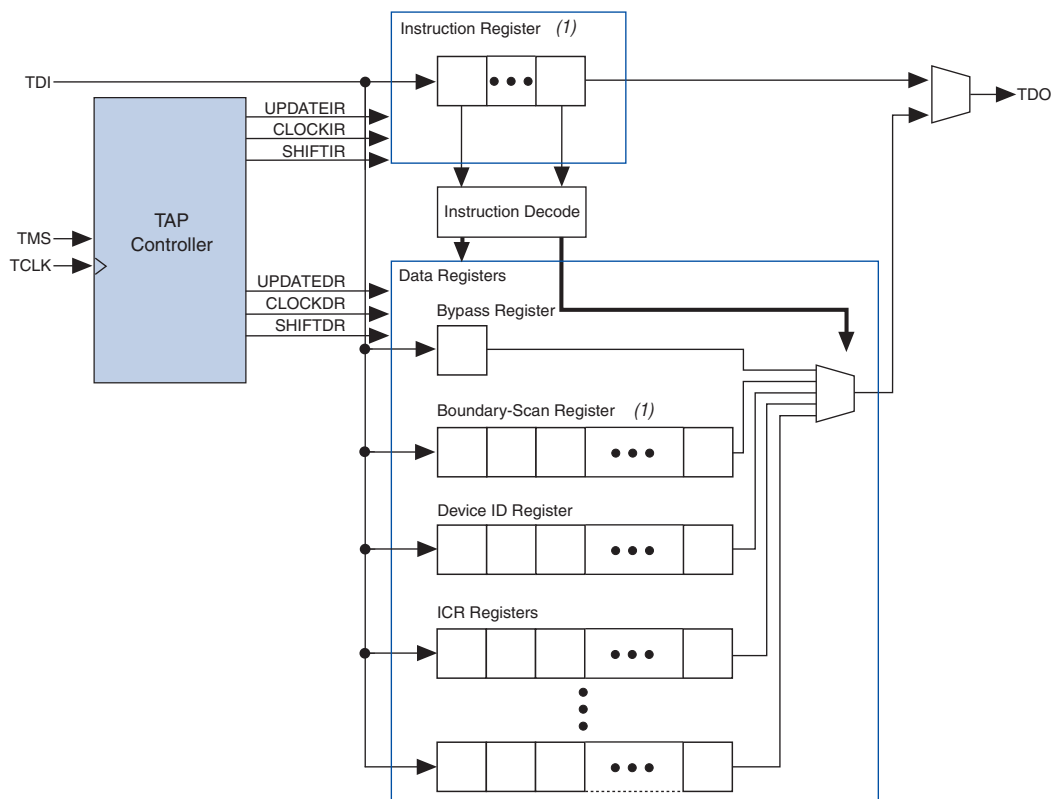 Instruction Register (1)
TDI
TDO
UPDATEIR
CLOCKIR
SHIFTIR
TAP
Controller
Instruction Decode
TMS
TCLK
Data Registers
UPDATEDR
CLOCKDR
SHIFTDR
Bypass Register
Boundary-Scan Register (1)
Device ID Register
ICR Registers